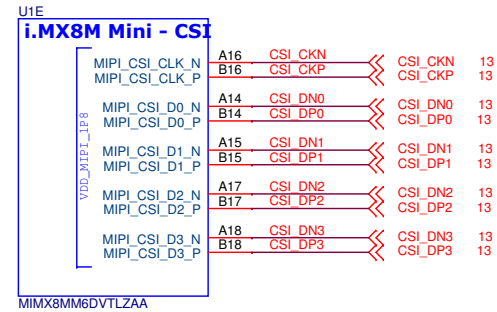 U1E
i.MX8M Mini - CSI
VDD_MIPI_1P8
MIPI_CSI_CLK_N A16 CSI_CKN CSI_CKN 13
MIPI_CSI_CLK_P B16 CSI_CKP CSI_CKP 13
MIPI_CSI_D0_N A14 CSI_DN0 CSI_DN0 13
MIPI_CSI_D0_P B14 CSI_DP0 CSI_DP0 13
MIPI_CSI_D1_N A15 CSI_DN1 CSI_DN1 13
MIPI_CSI_D1_P B15 CSI_DP1 CSI_DP1 13
MIPI_CSI_D2_N A17 CSI_DN2 CSI_DN2 13
MIPI_CSI_D2_P B17 CSI_DP2 CSI_DP2 13
MIPI_CSI_D3_N A18 CSI_DN3 CSI_DN3 13
MIPI_CSI_D3_P B18 CSI_DP3 CSI_DP3 13
MIMX8MM6DVTLZAA